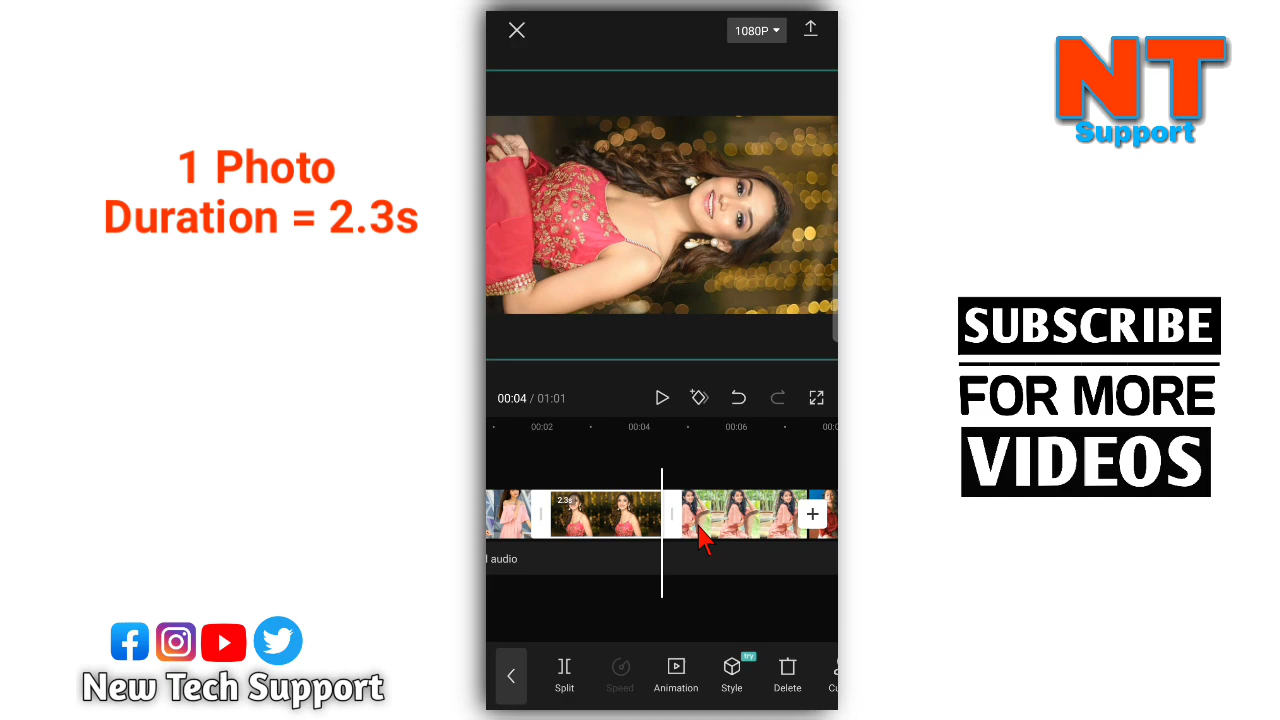 1080P
NT
Support
1 Photo
Duration = 2.3s
SUBSCRIBE
FOR MORE
VIDEOS
00:04 / 01:01
00:02
00:04
00:06
2.3s
audio
try
Split
Speed
Animation
Style
Delete
New Tech Support